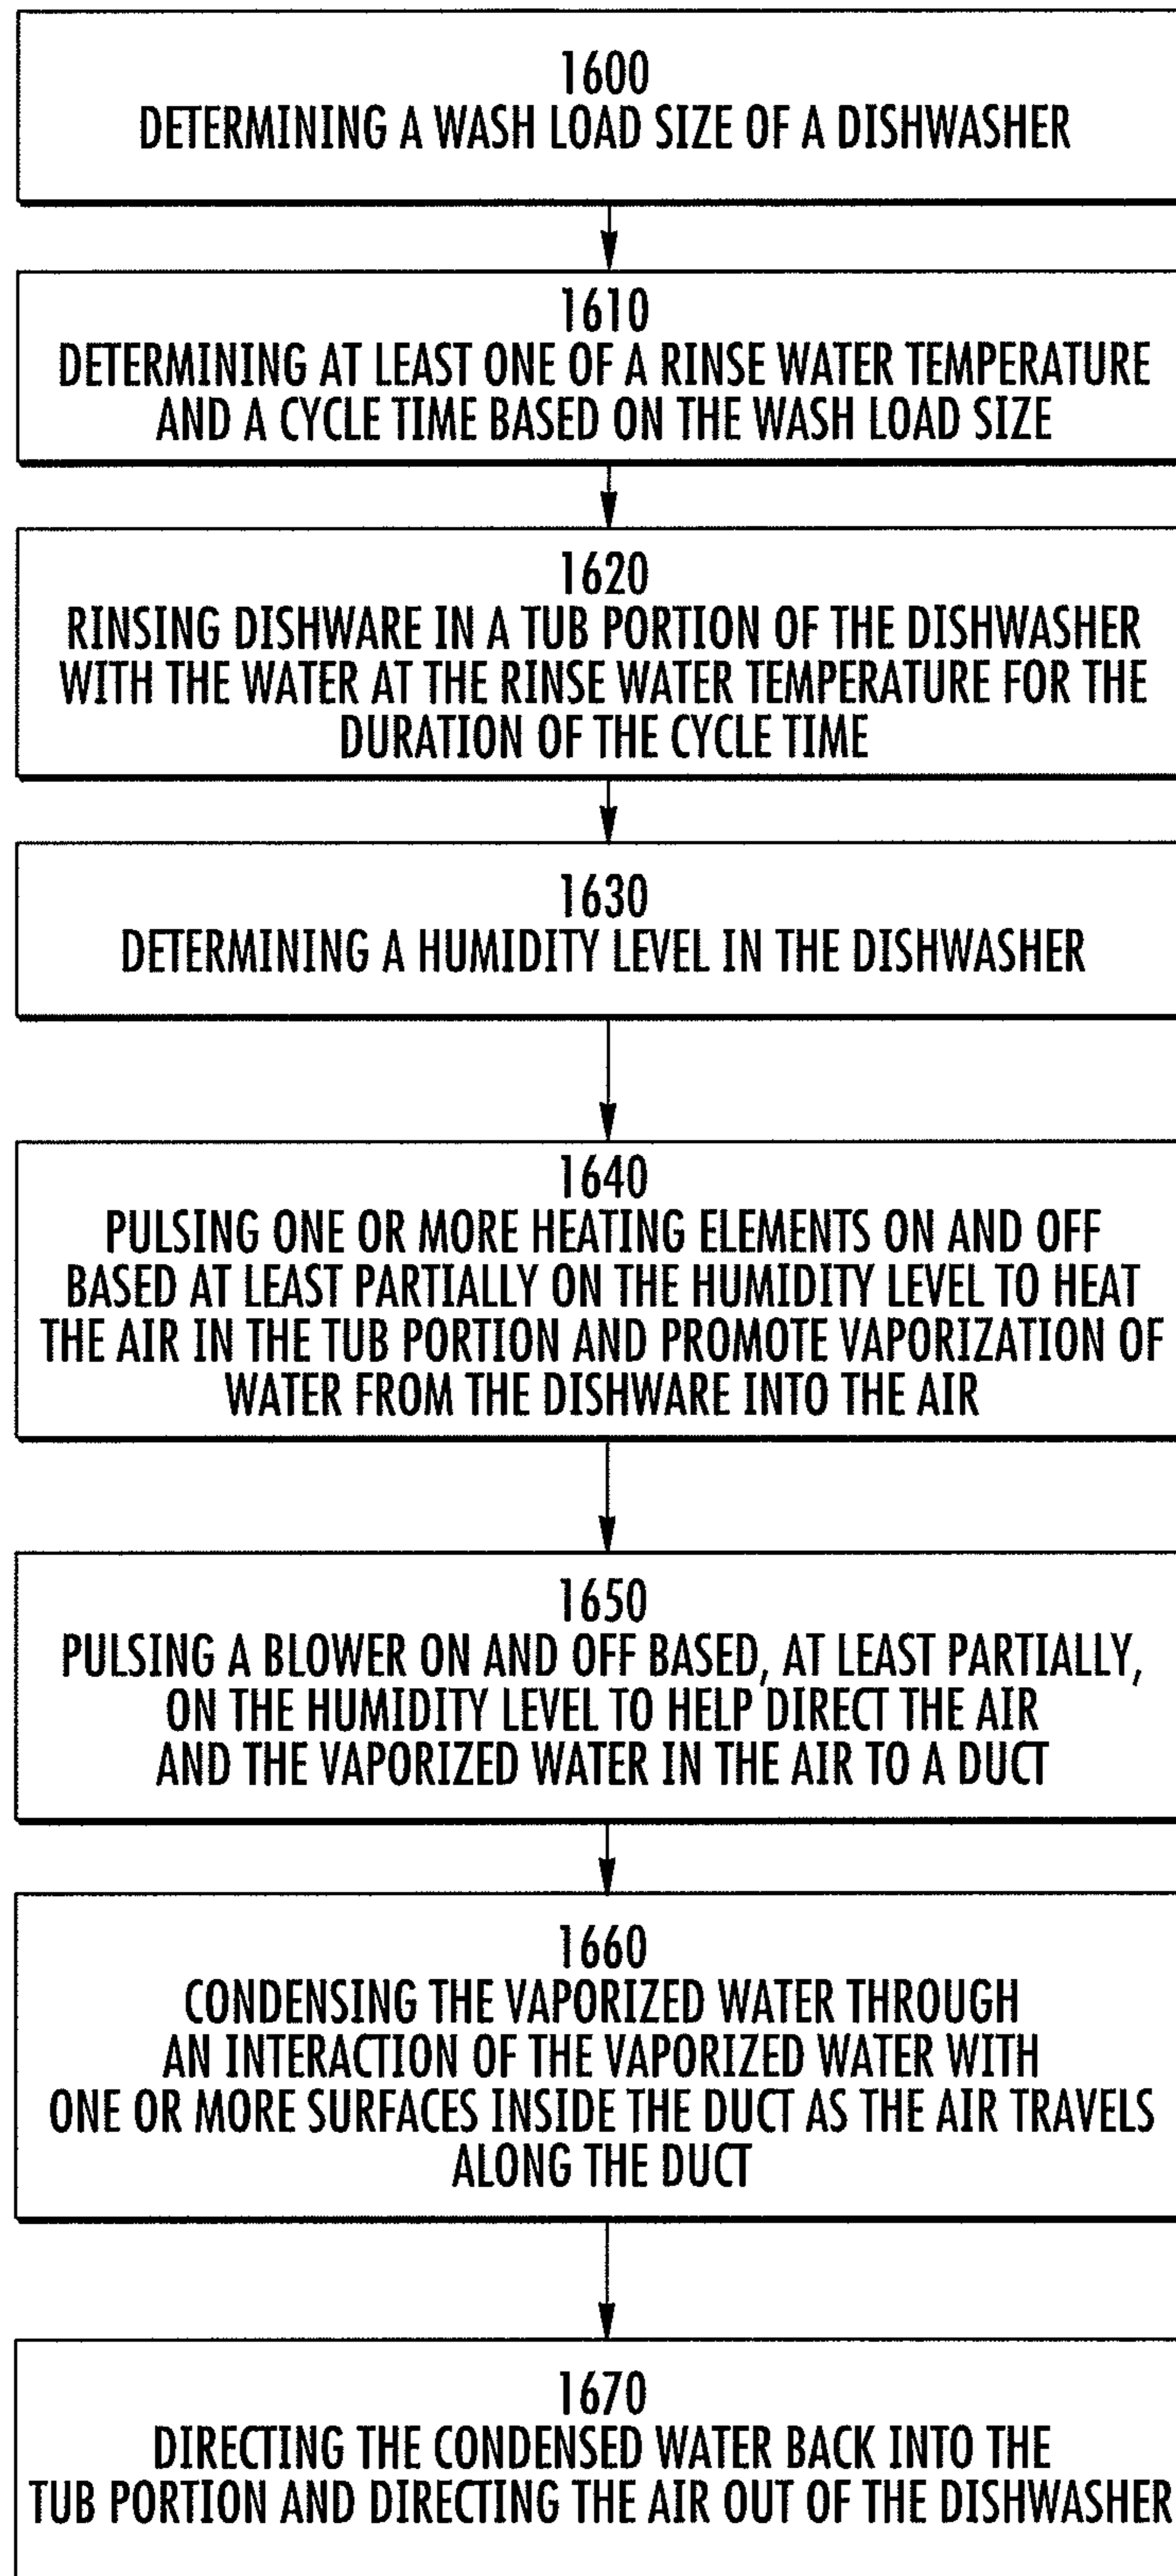 1600
DETERMINING A WASH LOAD SIZE OF A DISHWASHER
1610
DETERMINING AT LEAST ONE OF A RINSE WATER TEMPERATURE
AND A CYCLE TIME BASED ON THE WASH LOAD SIZE
1620
RINSING DISHWARE IN A TUB PORTION OF THE DISHWASHER
WITH THE WATER AT THE RINSE WATER TEMPERATURE FOR THE
DURATION OF THE CYCLE TIME
1630
DETERMINING A HUMIDITY LEVEL IN THE DISHWASHER
1640
PULSING ONE OR MORE HEATING ELEMENTS ON AND OFF
BASED AT LEAST PARTIALLY ON THE HUMIDITY LEVEL TO HEAT
THE AIR IN THE TUB PORTION AND PROMOTE VAPORIZATION OF
WATER FROM THE DISHWARE INTO THE AIR
1650
PULSING A BLOWER ON AND OFF BASED, AT LEAST PARTIALLY,
ON THE HUMIDITY LEVEL TO HELP DIRECT THE AIR
AND THE VAPORIZED WATER IN THE AIR TO A DUCT
1660
CONDENSING THE VAPORIZED WATER THROUGH
AN INTERACTION OF THE VAPORIZED WATER WITH
ONE OR MORE SURFACES INSIDE THE DUCT AS THE AIR TRAVELS
ALONG THE DUCT
1670
DIRECTING THE CONDENSED WATER BACK INTO THE
TUB PORTION AND DIRECTING THE AIR OUT OF THE DISHWASHER